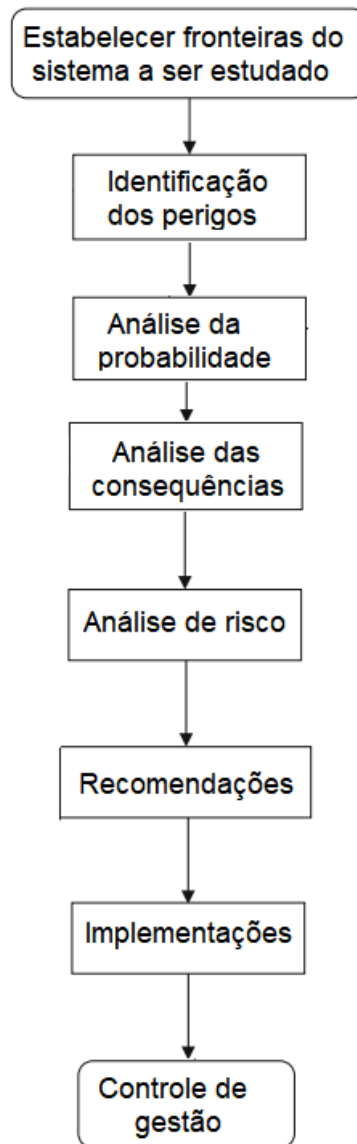 Estabelecer fronteiras do
sistema a ser estudado
Identificação
dos perigos
Análise da
probabilidade
Análise das
consequências
Análise de risco
Recomendações
Implementações
Controle de
gestão